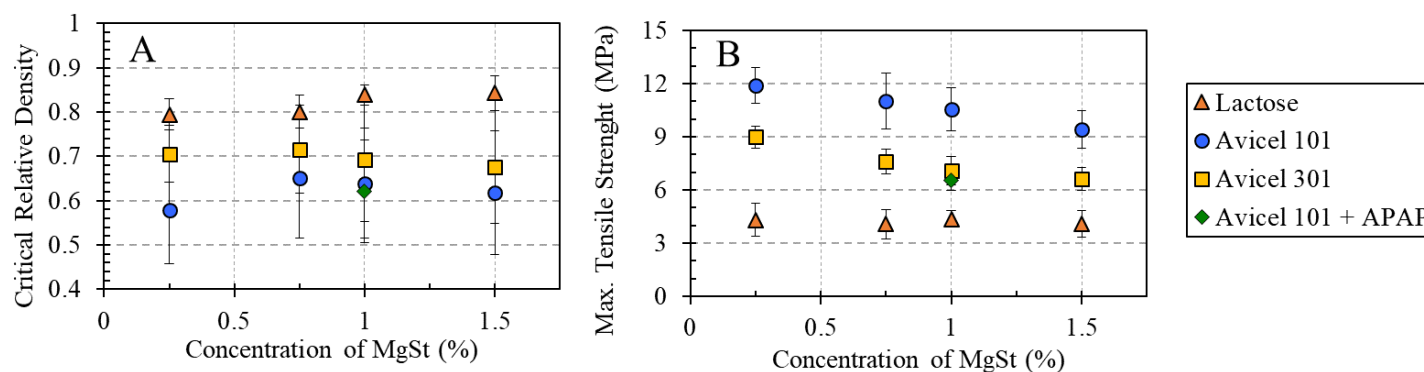 A
Critical Relative Density
1
0.9
0.8
0.7
0.6
0.5
0.4
0
0.5
1
1.5
Concentration of MgSt (%)
B
Max. Tensile Strenght (MPa)
15
12
9
6
3
0
0
0.5
1
1.5
Concentration of MgSt (%)
Lactose
Avicel 101
Avicel 301
Avicel 101 + APAP